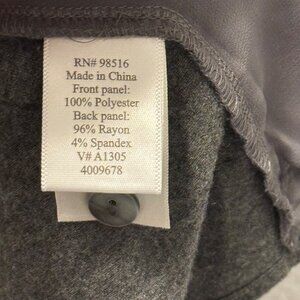 RN# 98516
Made in China
Front panel:
100% Polyester
Back panel:
96% Rayon
4% Spandex
V# A1305
4009678